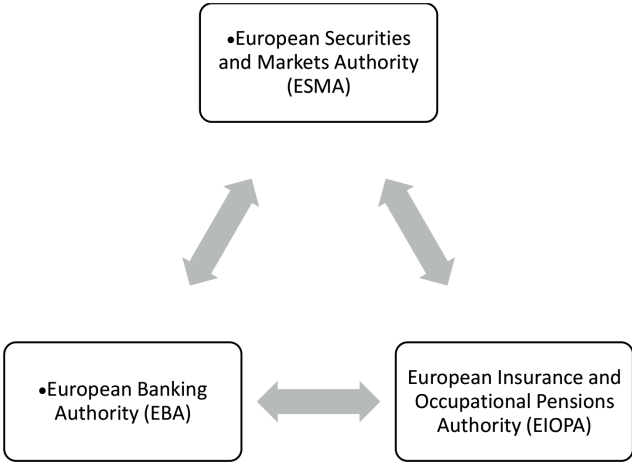 •European Securities
and Markets Authority
(ESMA)
•European Banking
Authority (EBA)
European Insurance and
Occupational Pensions
Authority (EIOPA)